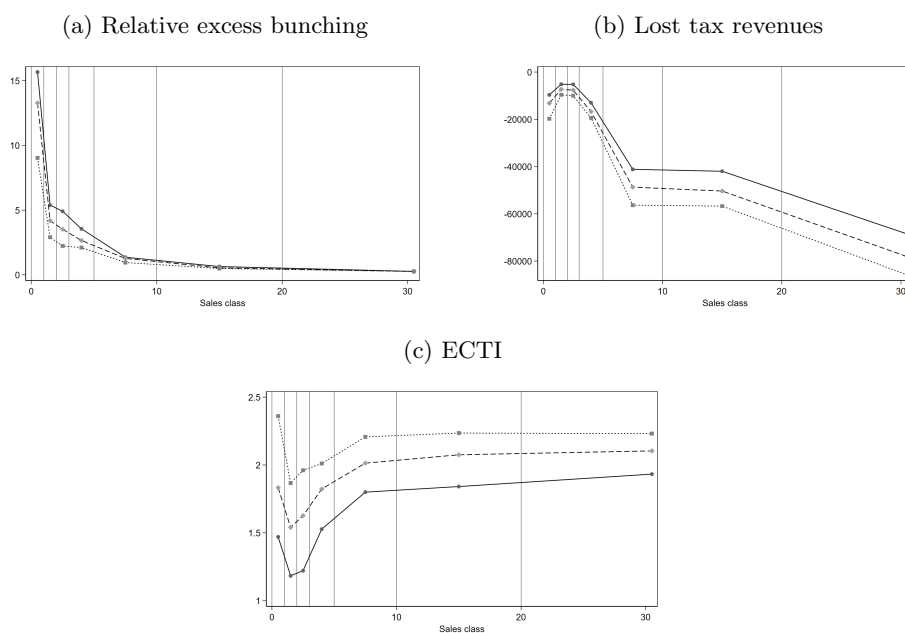 (a) Relative excess bunching
15
10
5
0
0 10 20 30
Sales class
(b) Lost tax revenues
0
-20000
-40000
-60000
-80000
0 10 20 30
Sales class
(c) ECTI
2.5
2
1.5
1
0 10 20 30
Sales class